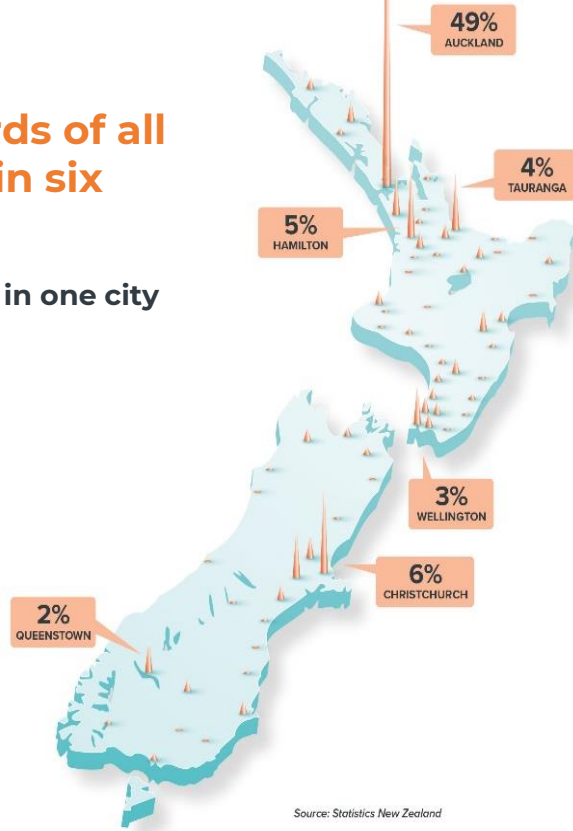 rds of all
in six
in one city
49%
AUCKLAND
4%
TAURANGA
5%
HAMILTON
3%
WELLINGTON
6%
CHRISTCHURCH
2%
QUEENSTOWN
Source: Statistics New Zealand